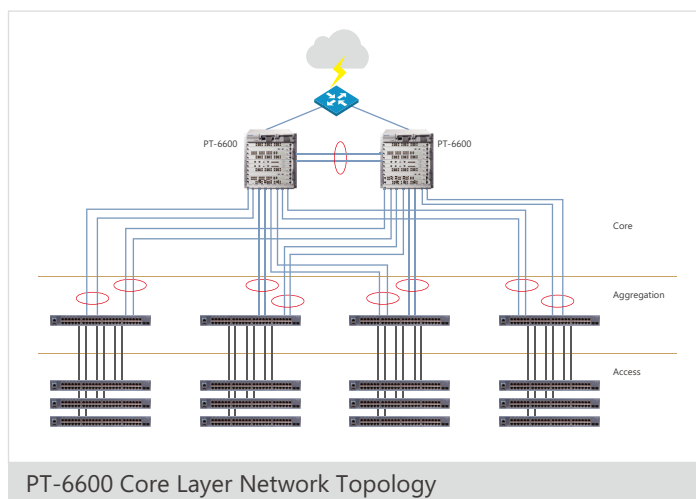 PT-6600
PT-6600
Core
Aggregation
Access
PT-6600 Core Layer Network Topology